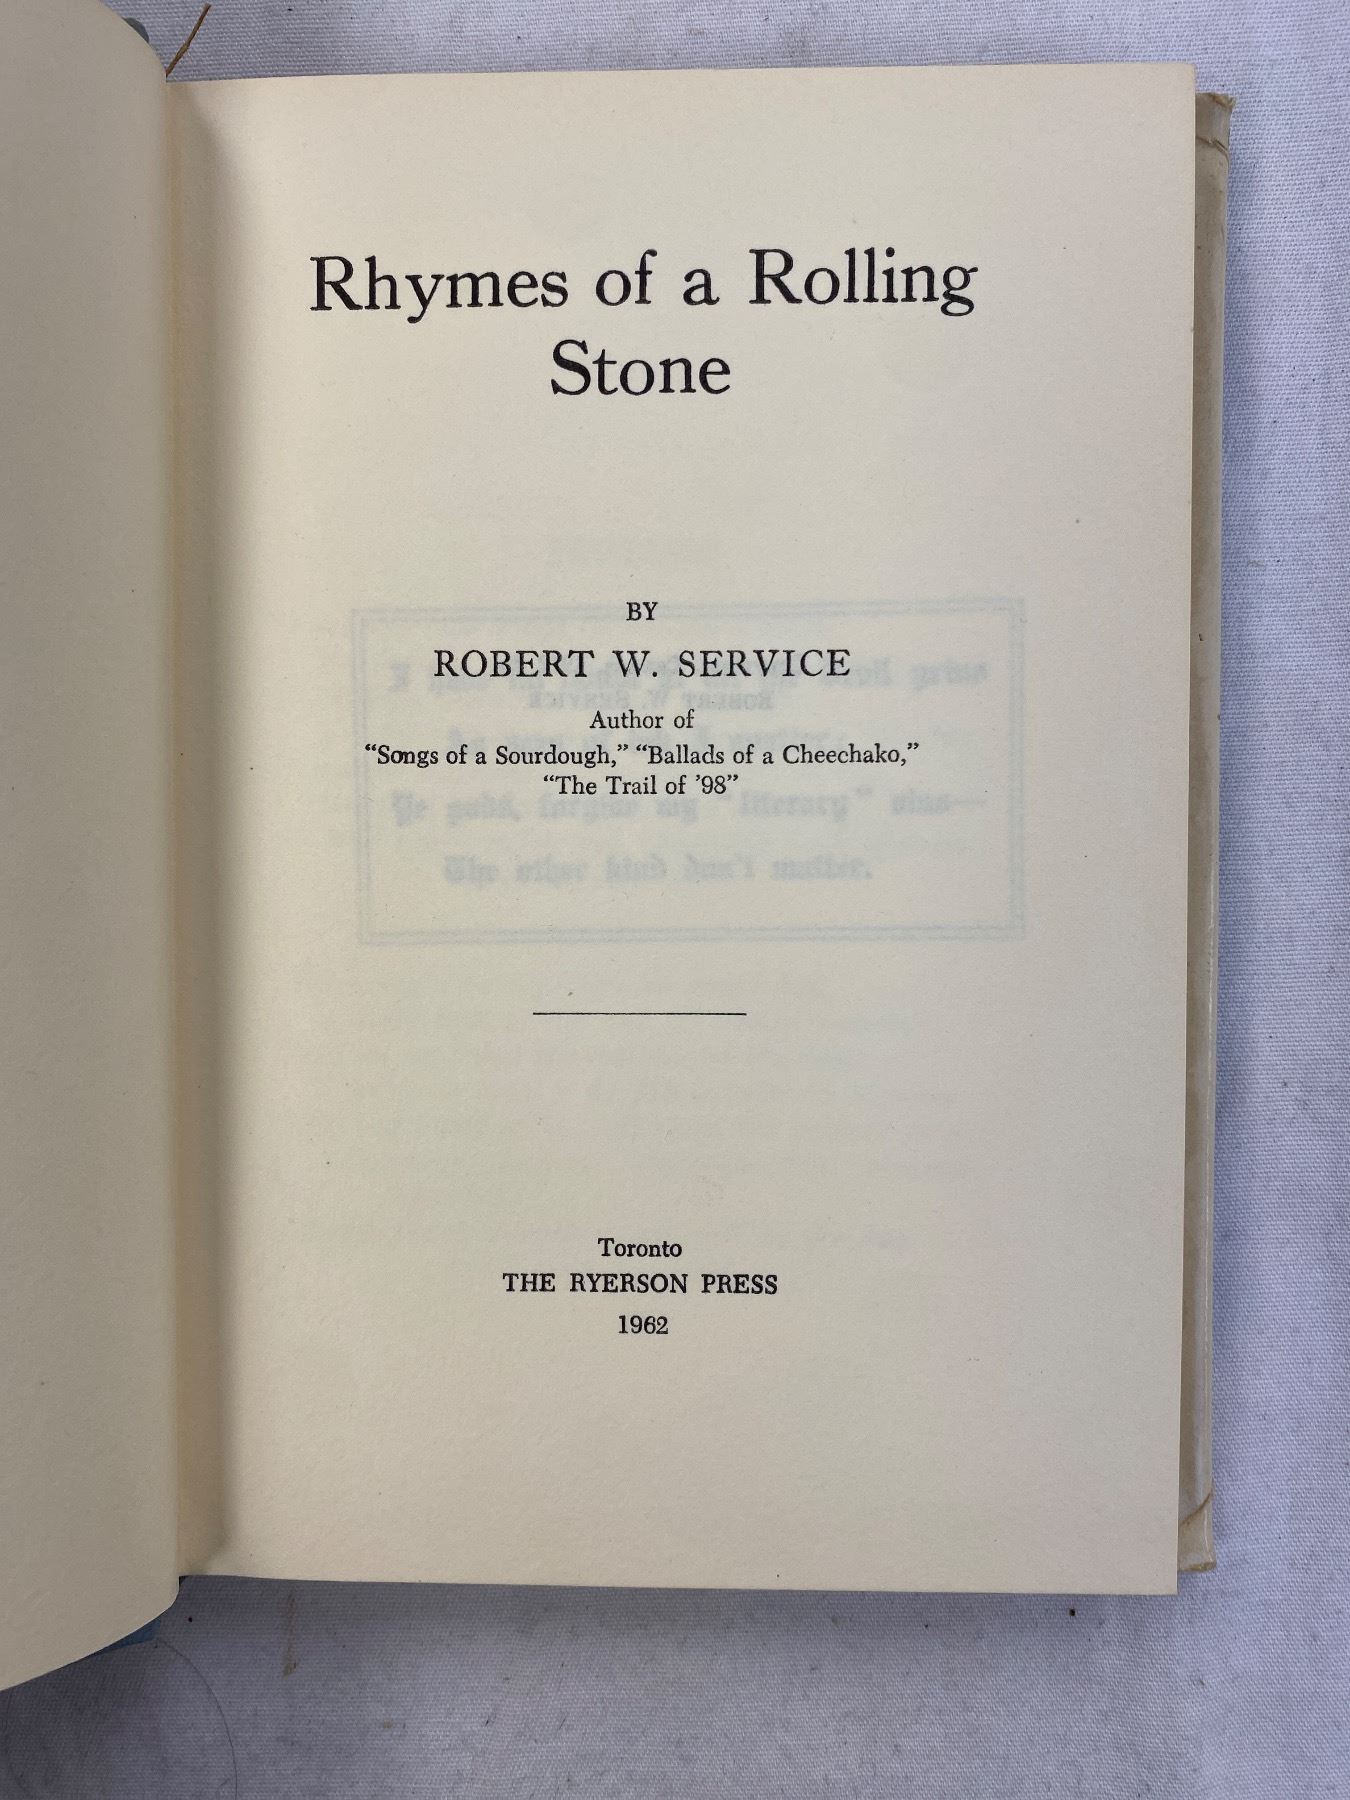 Rhymes of a Rolling
Stone
BY
ROBERT W. SERVICE
Author of
“Songs of a Sourdough,” “Ballads of a Cheechako,”
“The Trail of ’98”
Toronto
THE RYERSON PRESS
1962